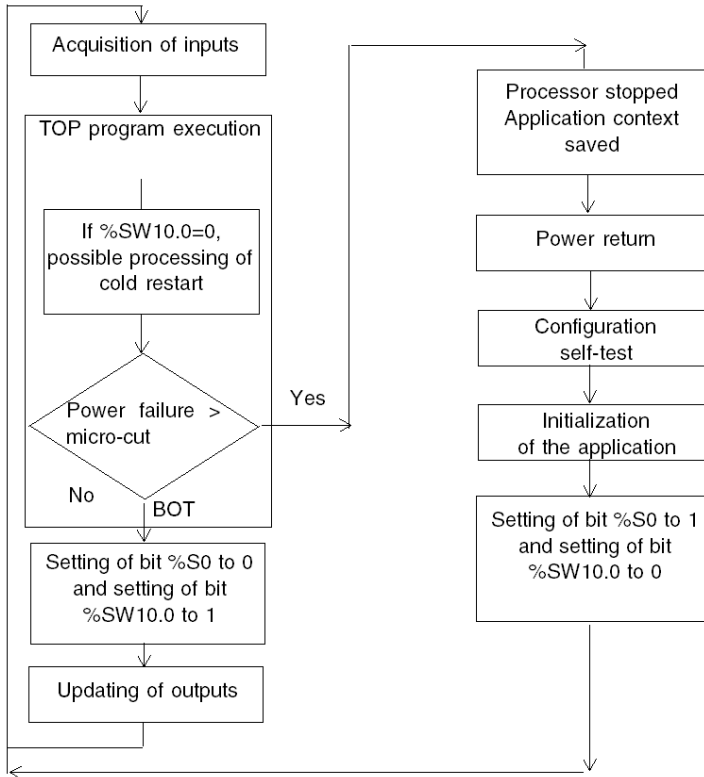 Acquisition of inputs
TOP program execution
If %SW10.0=0,
possible processing of
cold restart
Power failure >
micro-cut
Yes
No
BOT
Setting of bit %S0 to 0
and setting of bit
%SW10.0 to 1
Updating of outputs
Processor stopped
Application context
saved
Power return
Configuration
self-test
Initialization
of the application
Setting of bit %S0 to 1
and setting of bit
%SW10.0 to 0